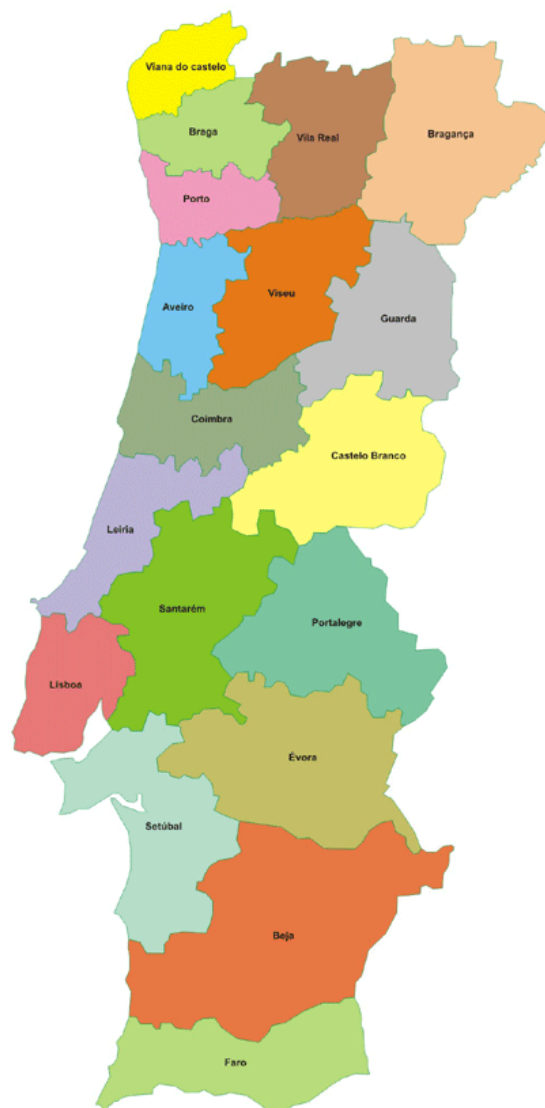 Viana do castelo
Braga
Vila Real
Bragança
Porto
Aveiro
Viseu
Guarda
Coimbra
Castelo Branco
Leiria
Santarém
Portalegre
Lisboa
Évora
Setúbal
Beja
Faro